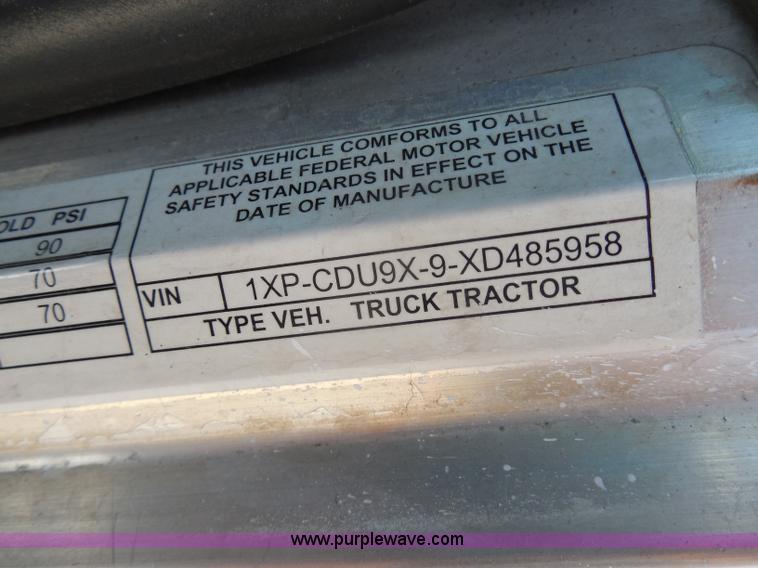 THIS VEHICLE COMFORMS TO ALL
APPLICABLE FEDERAL MOTOR VEHICLE
SAFETY STANDARDS IN EFFECT ON THE
DATE OF MANUFACTURE
OLD PSI
90
70
70
VIN 1XP-CDU9X-9-XD485958
TYPE VEH. TRUCK TRACTOR
www.purplewave.com